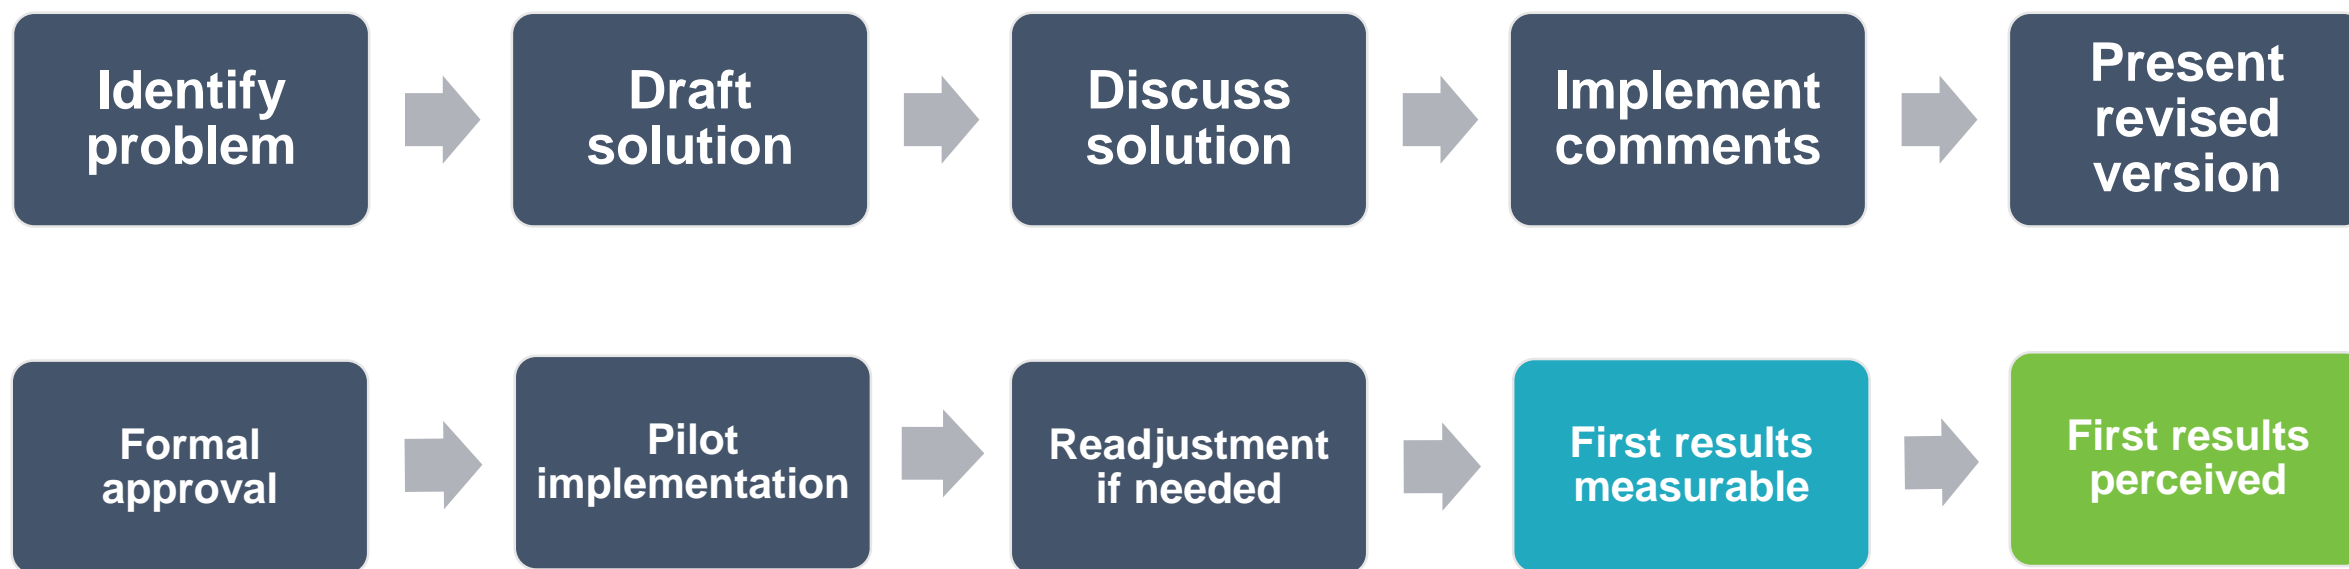 Identify
problem
Draft
solution
Discuss
solution
Implement
comments
Present
revised
version
Formal
approval
Pilot
implementation
Readjustment
if needed
First results
measurable
First results
perceived